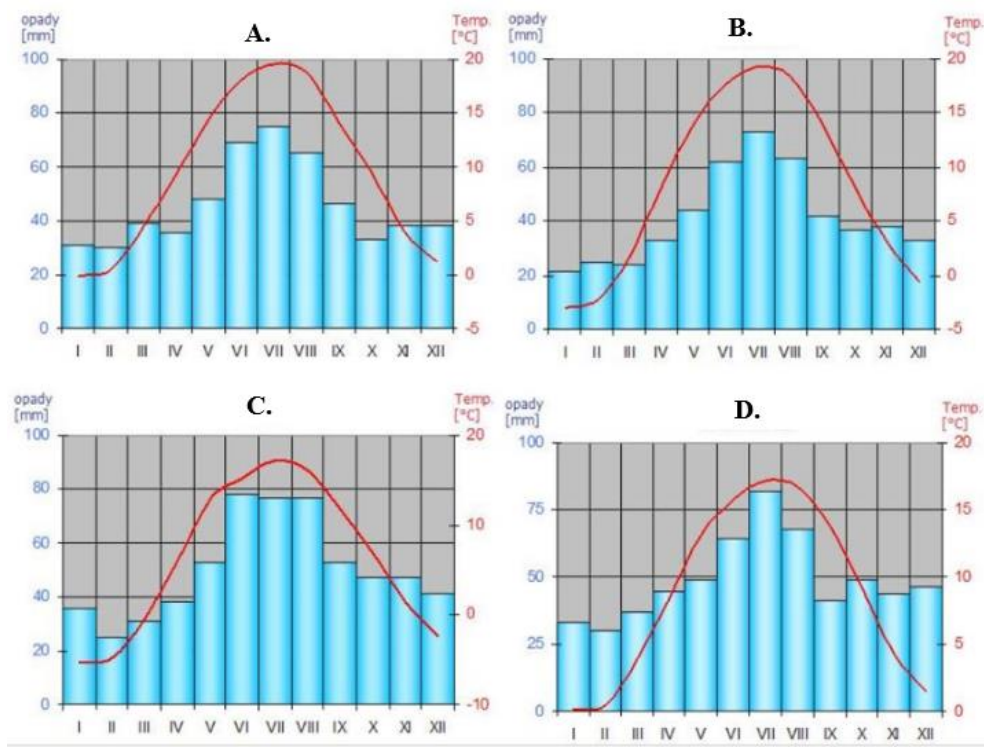 A.
opady
[mm]
Temp.
[°C]
100
80
60
40
20
0
20
15
10
5
0
-5
I II III IV V VI VII VIII IX X XI XII
B.
opady
[mm]
Temp.
[°C]
100
80
60
40
20
0
20
15
10
5
0
-5
I II III IV V VI VII VIII IX X XI XII
C.
opady
[mm]
Temp.
[°C]
100
80
60
40
20
0
20
10
0
-10
I II III IV V VI VII VIII IX X XI XII
D.
opady
[mm]
Temp.
[°C]
100
75
50
25
0
20
15
10
5
0
I II III IV V VI VII VIII IX X XI XII